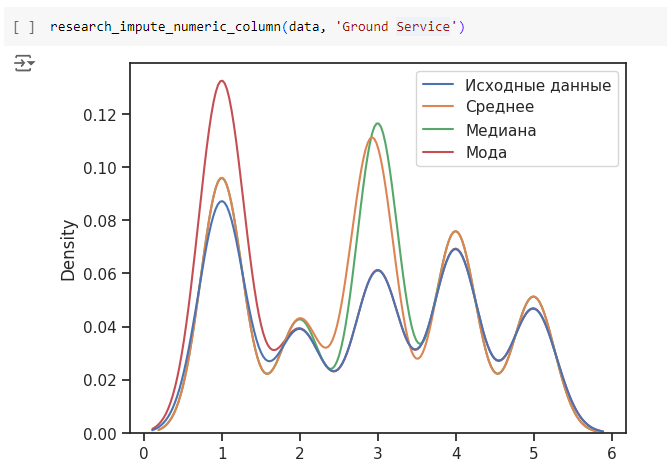 [ ] research_impute_numeric_column(data, 'Ground Service')
Исходные данные
Среднее
Медиана
Мода
Density
0.12
0.10
0.08
0.06
0.04
0.02
0.00
0 1 2 3 4 5 6